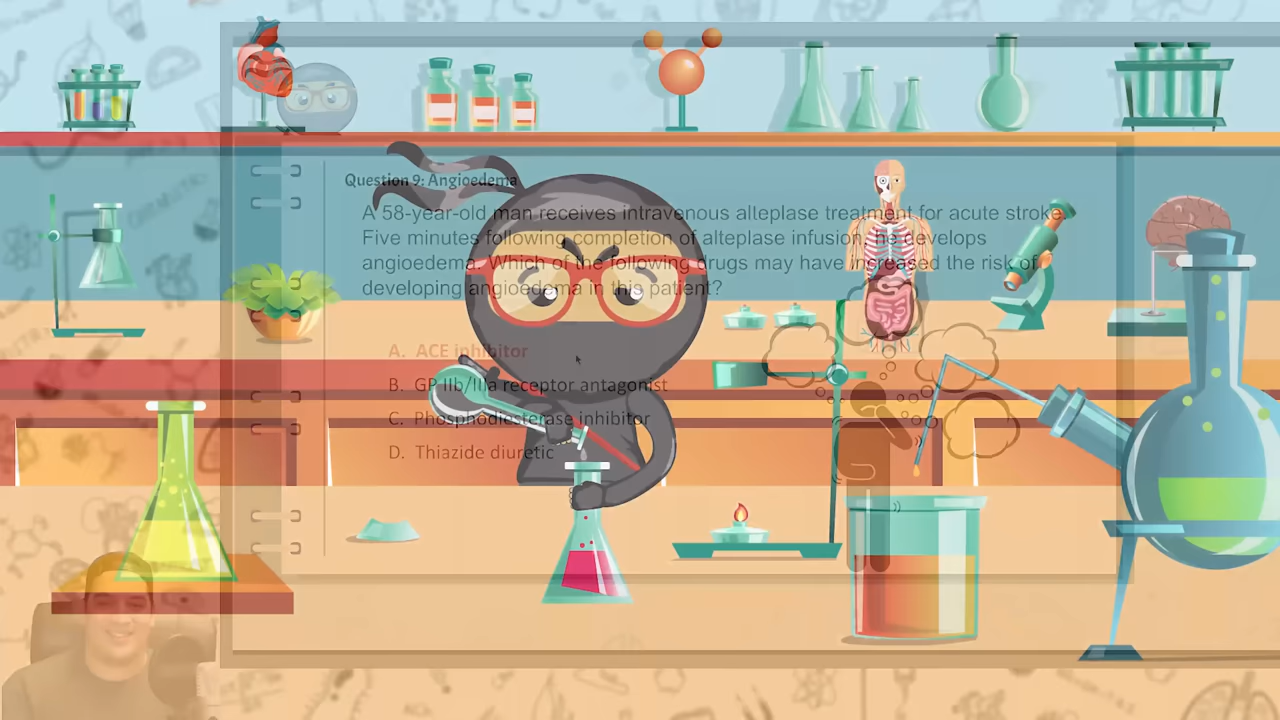 Question 9: Angioedema
A 58-year-old man receives intravenous alteplase treatment for acute strok
Five minutes following completion of alteplase infusion, he develops
angioedema. Which of the following drugs may have increased the risk of
developing angioedema in this patient?
A. ACE inhibitor
B. GP IIb/IIIa receptor antagonist
C. Phosphodiesterase inhibitor
D. Thiazide diuretic